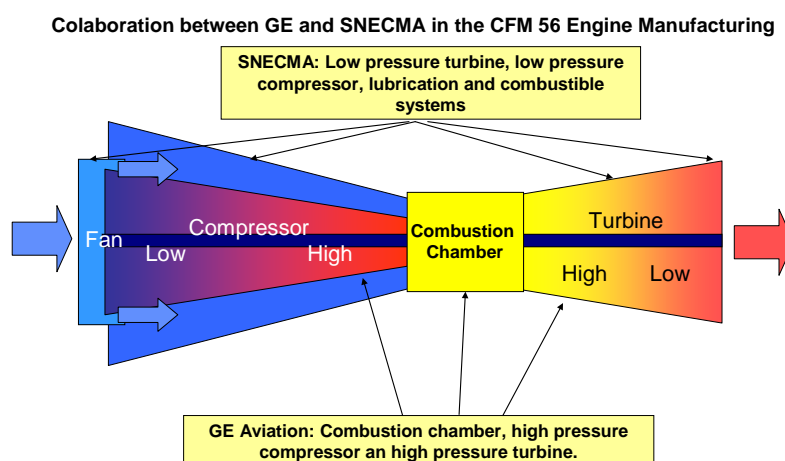 Colaboration between GE and SNECMA in the CFM 56 Engine Manufacturing
SNECMA: Low pressure turbine, low pressure
compressor, lubrication and combustible
systems
Compressor
Fan
Low
High
Combustion
Chamber
Turbine
High
Low
GE Aviation: Combustion chamber, high pressure
compressor an high pressure turbine.